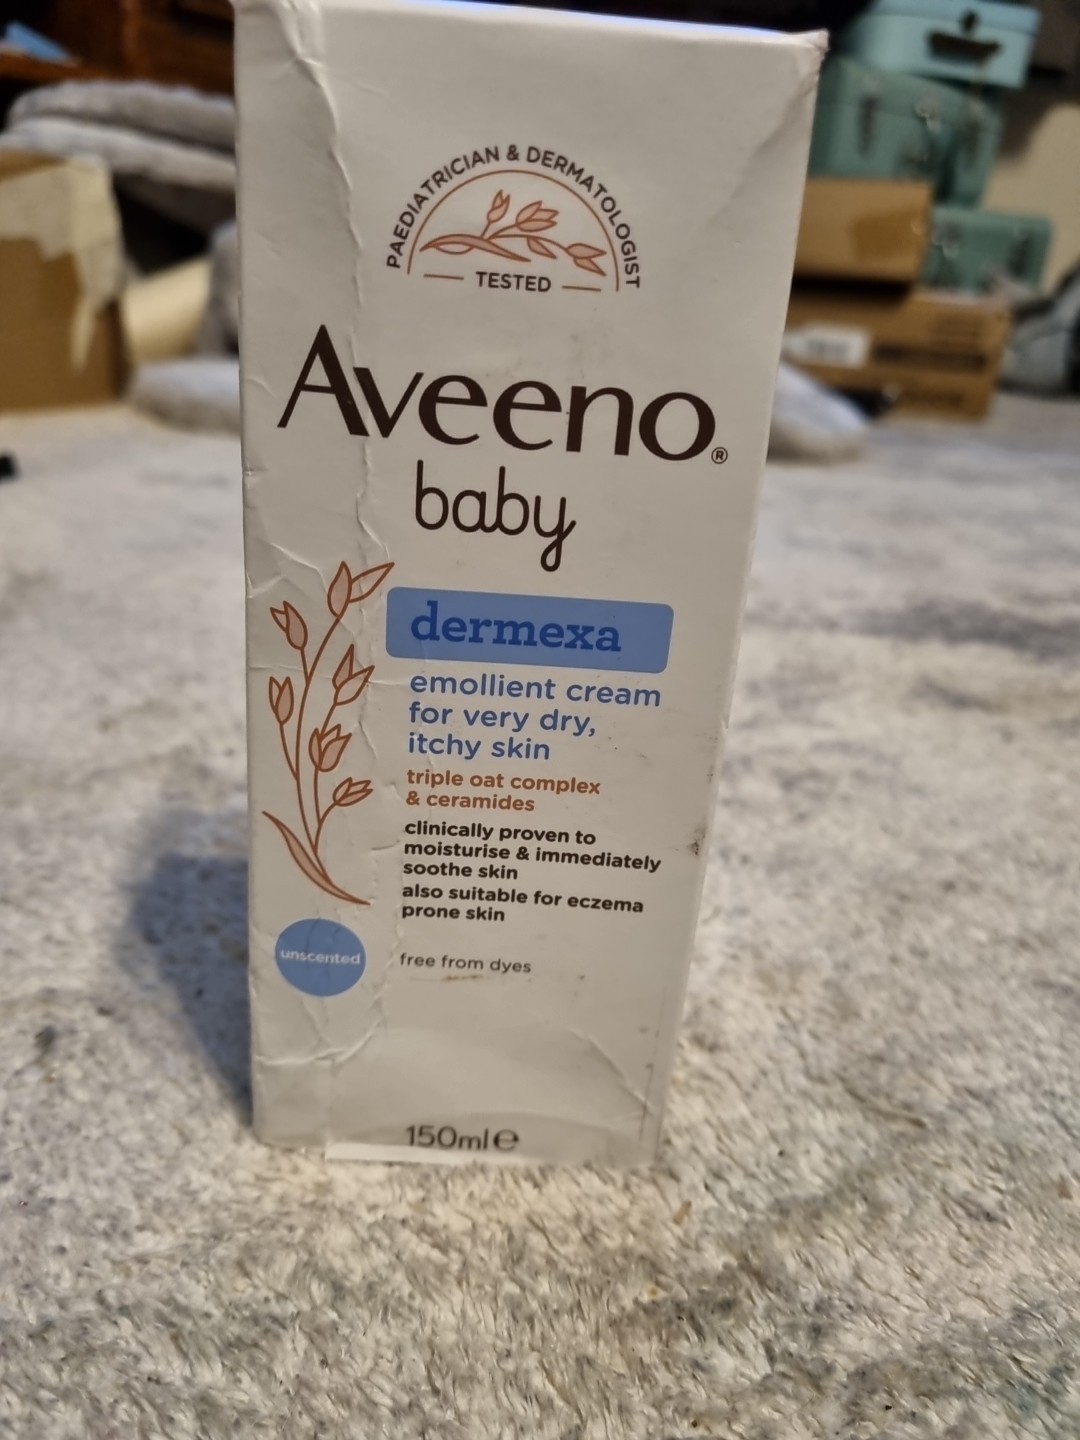 PAEDIATRICIAN & DERMATOLOGIST
TESTED
Aveeno®
baby
dermexa
emollient cream
for very dry,
itchy skin
triple oat complex
& ceramides
clinically proven to
moisturise & immediately
soothe skin
also suitable for eczema
prone skin
unscented
free from dyes
150ml℮